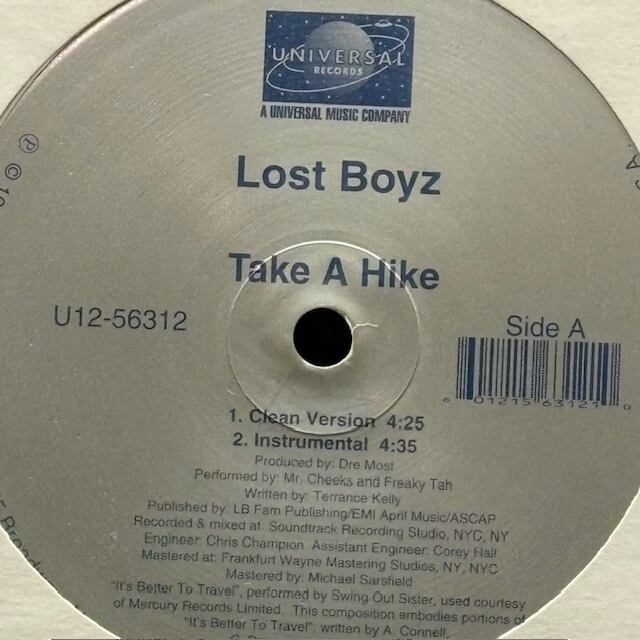 UNIVERSAL
RECORDS
A UNIVERSAL MUSIC COMPANY
Lost Boyz
Take A Hike
U12-56312
Side A
6 01215 63121 0
1. Clean Version 4:25
2. Instrumental 4:35
Produced by: Dre Most
Performed by: Mr. Cheeks and Freaky Tah
Written by: Terrance Kelly
Published by: LB Fam Publishing/EMI April Music/ASCAP
Recorded & mixed at: Soundtrack Recording Studio, NYC, NY
Engineer: Chris Champion Assistant Engineer: Corey Hall
Mastered at: Frankfurt Wayne Mastering Studios, NY, NYC
Mastered by: Michael Sarsfield
"It's Better To Travel", performed by Swing Out Sister, used courtesy
of Mercury Records Limited. This composition embodies portions of
"It's Better To Travel". written by A. Connell,